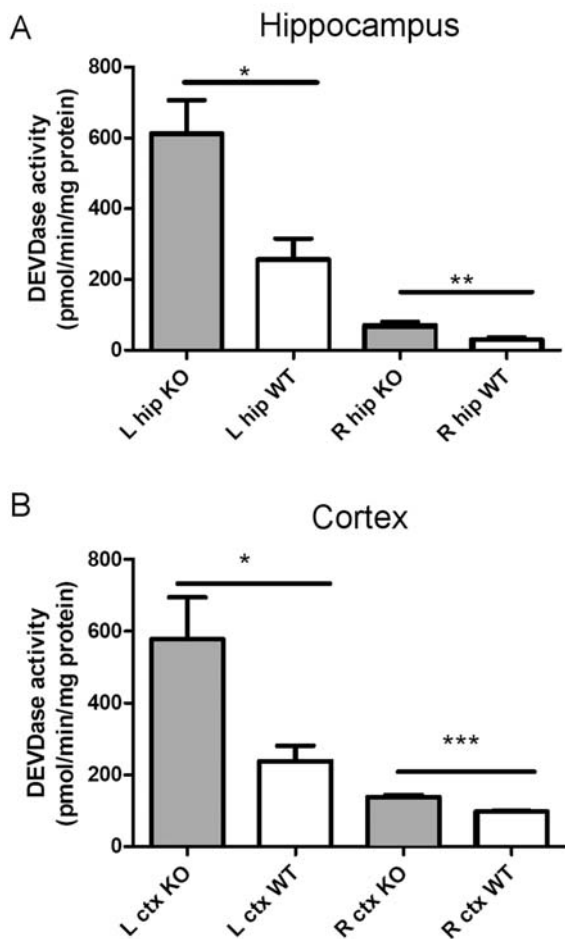 A
Hippocampus
DEVDase activity
(pmol/min/mg protein)
800
600
400
200
0
*
**
L hip KO
L hip WT
R hip KO
R hip WT
B
Cortex
DEVDase activity
(pmol/min/mg protein)
800
600
400
200
0
*
***
L ctx KO
L ctx WT
R ctx KO
R ctx WT